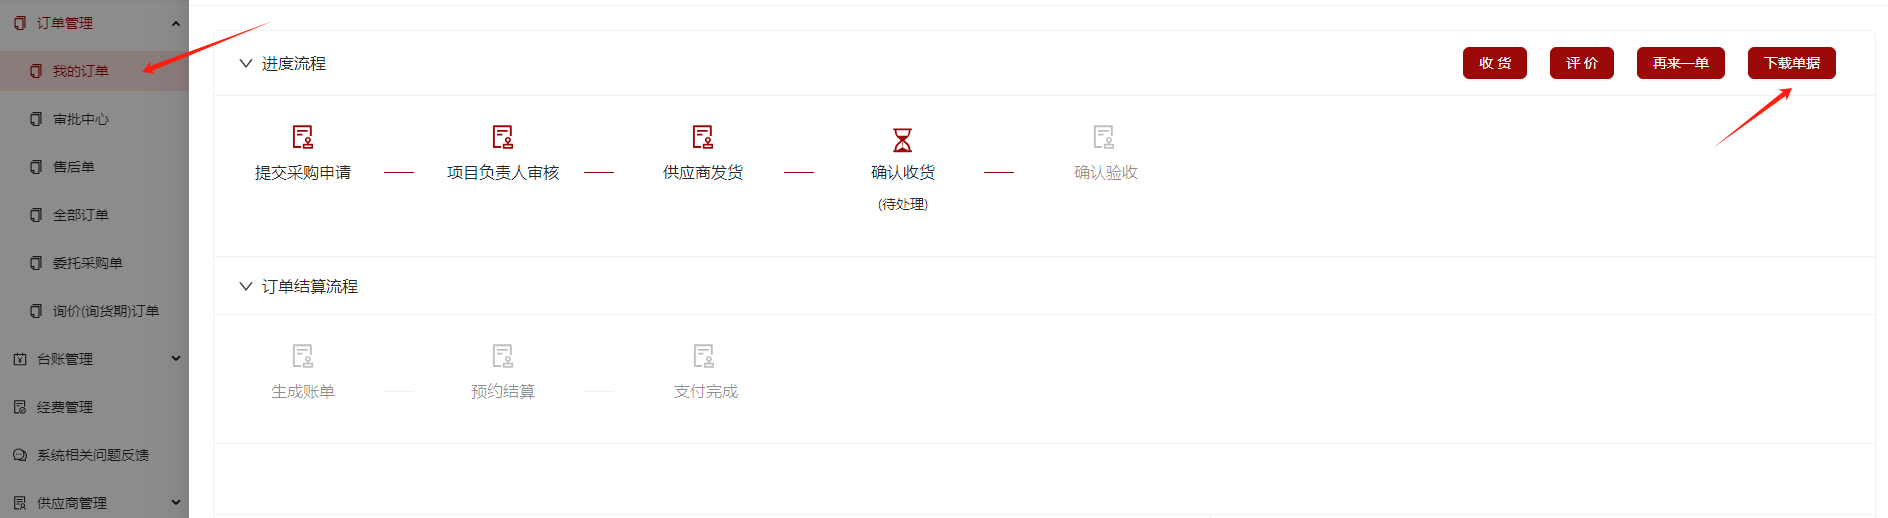 订单管理
我的订单
审批中心
售后单
全部订单
委托采购单
询价(询货期)订单
台账管理
经费管理
系统相关问题反馈
供应商管理
进度流程
收 货
评 价
再来一单
下载单据
提交采购申请
项目负责人审核
供应商发货
确认收货
(待处理)
确认验收
订单结算流程
生成账单
预约结算
支付完成